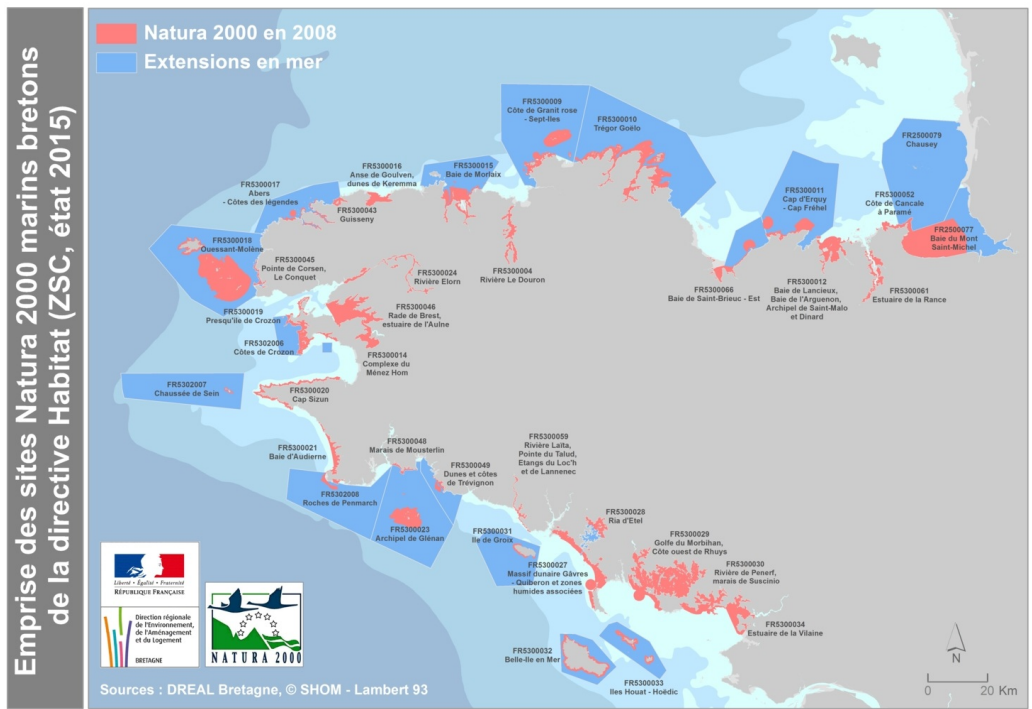 Emprise des sites Natura 2000 marins bretons
de la directive Habitat (ZSC, état 2015)
Natura 2000 en 2008
Extensions en mer
FR5300009
Côte de Granit rose
- Sept-Iles
FR5300010
Trégor Goëlo
FR2500079
Chausey
FR5300016
Anse de Goulven,
dunes de Keremma
FR5300015
Baie de Morlaix
FR5300017
Abers
- Côtes des légendes
FR5300043
Guisseny
FR5300011
Cap d'Erquy
- Cap Fréhel
FR5300052
Côte de Cancale
à Paramé
FR2500077
Baie du Mont
Saint-Michel
FR5300018
Ouessant-Molène
FR5300045
Pointe de Corsen,
Le Conquet
FR5300024
Rivière Elorn
FR5300004
Rivière Le Douron
FR5300066
Baie de Saint-Brieuc - Est
FR5300012
Baie de Lancieux,
Baie de l'Arguenon,
Archipel de Saint-Malo
et Dinard
FR5300061
Estuaire de la Rance
FR5300019
Presqu'ile de Crozon
FR5300046
Rade de Brest,
estuaire de l'Aulne
FR5302006
Côtes de Crozon
FR5300014
Complexe du
Ménez Hom
FR5302007
Chaussée de Sein
FR5300020
Cap Sizun
FR5300021
Baie d'Audierne
FR5300048
Marais de Mousterlin
FR5300049
Dunes et côtes
de Trévignon
FR5300059
Rivière Laïta,
Pointe du Talud,
Etangs du Loc'h
et de Lannenec
FR5302008
Roches de Penmarch
FR5300023
Archipel de Glénan
FR5300031
Ile de Groix
FR5300028
Ria d'Etel
FR5300029
Golfe du Morbihan,
Côte ouest de Rhuys
FR5300027
Massif dunaire Gâvres
- Quiberon et zones
humides associées
FR5300030
Rivière de Penerf,
marais de Suscinio
FR5300034
Estuaire de la Vilaine
FR5300032
Belle-Ile en Mer
FR5300033
Iles Houat - Hoëdic
Liberté • Égalité • Fraternité
RÉPUBLIQUE FRANÇAISE
Direction régionale
de l'Environnement,
de l'Aménagement
et du Logement
BRETAGNE
NATURA 2000
Sources : DREAL Bretagne, © SHOM - Lambert 93
N
0 20 Km